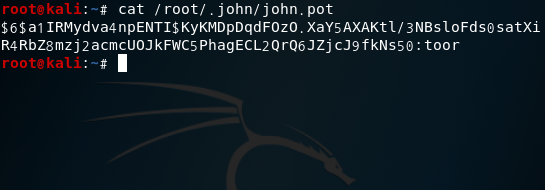 root@kali:~# cat /root/.john/john.pot
$6$a1IRMydva4npENTI$KyKMDpDqdFOzO.XaY5AXAKtl/3NBsloFds0satXi
R4RbZ8mzj2acmcUOJkFWC5PhagECL2QrQ6JZjcJ9fkNs50:toor
root@kali:~#